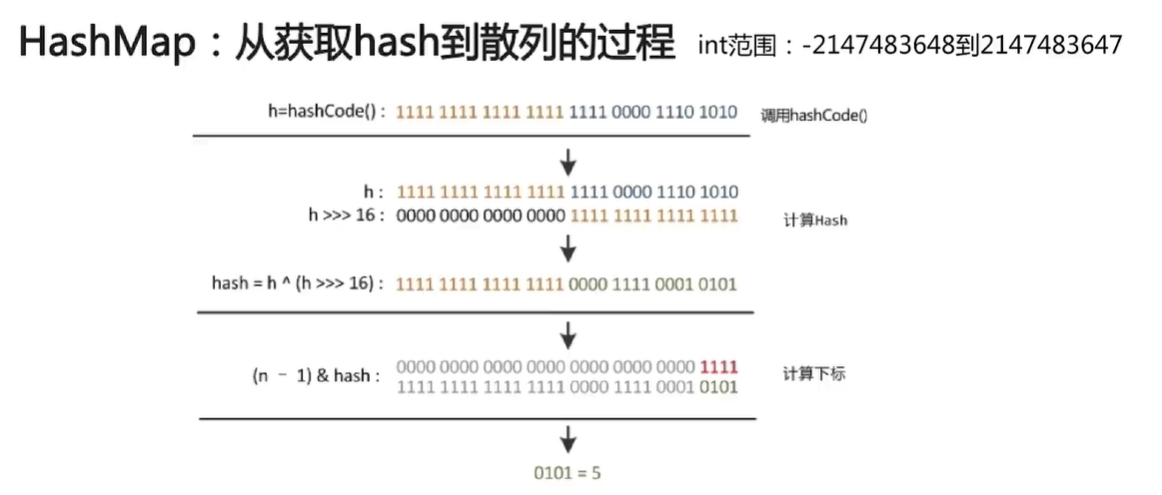 HashMap：从获取hash到散列的过程 int范围：-2147483648到2147483647
h=hashCode()： 1111 1111 1111 1111 1111 0000 1110 1010 调用hashCode()
h： 1111 1111 1111 1111 1111 0000 1110 1010
h >>> 16： 0000 0000 0000 0000 1111 1111 1111 1111
计算Hash
hash = h ^ (h >>> 16)： 1111 1111 1111 1111 0000 1111 0001 0101
0000 0000 0000 0000 0000 0000 0000 1111
(n － 1) & hash： 计算下标
1111 1111 1111 1111 0000 1111 0001 0101
0101 = 5